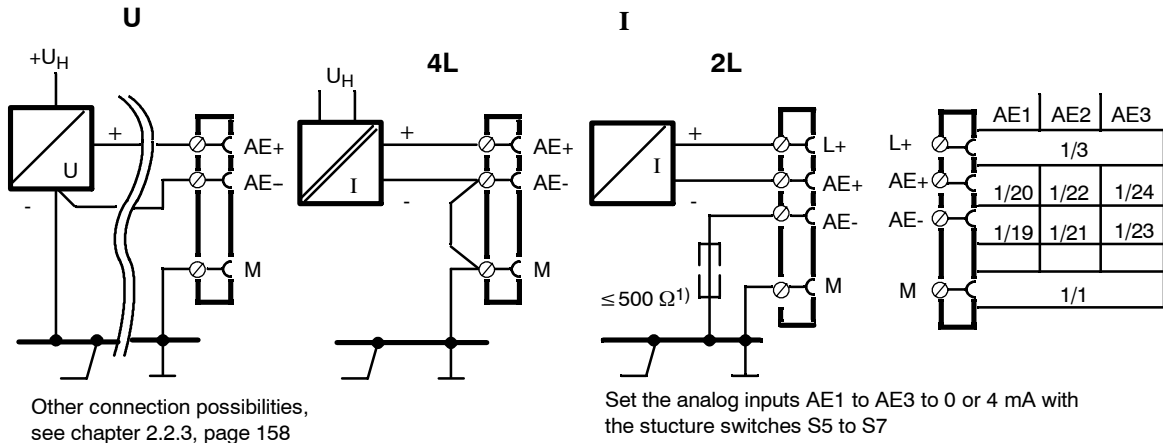 U
I
+U_H
+
U
-
AE+
AE−
M
4L
U_H
+
I
-
AE+
AE-
M
2L
+
I
-
L+
AE+
AE-
M
≤ 500 Ω 1)
AE1 AE2 AE3
L+ 1/3
AE+ 1/20 1/22 1/24
AE- 1/19 1/21 1/23
M 1/1
Other connection possibilities,
see chapter 2.2.3, page 158
Set the analog inputs AE1 to AE3 to 0 or 4 mA with
the stucture switches S5 to S7